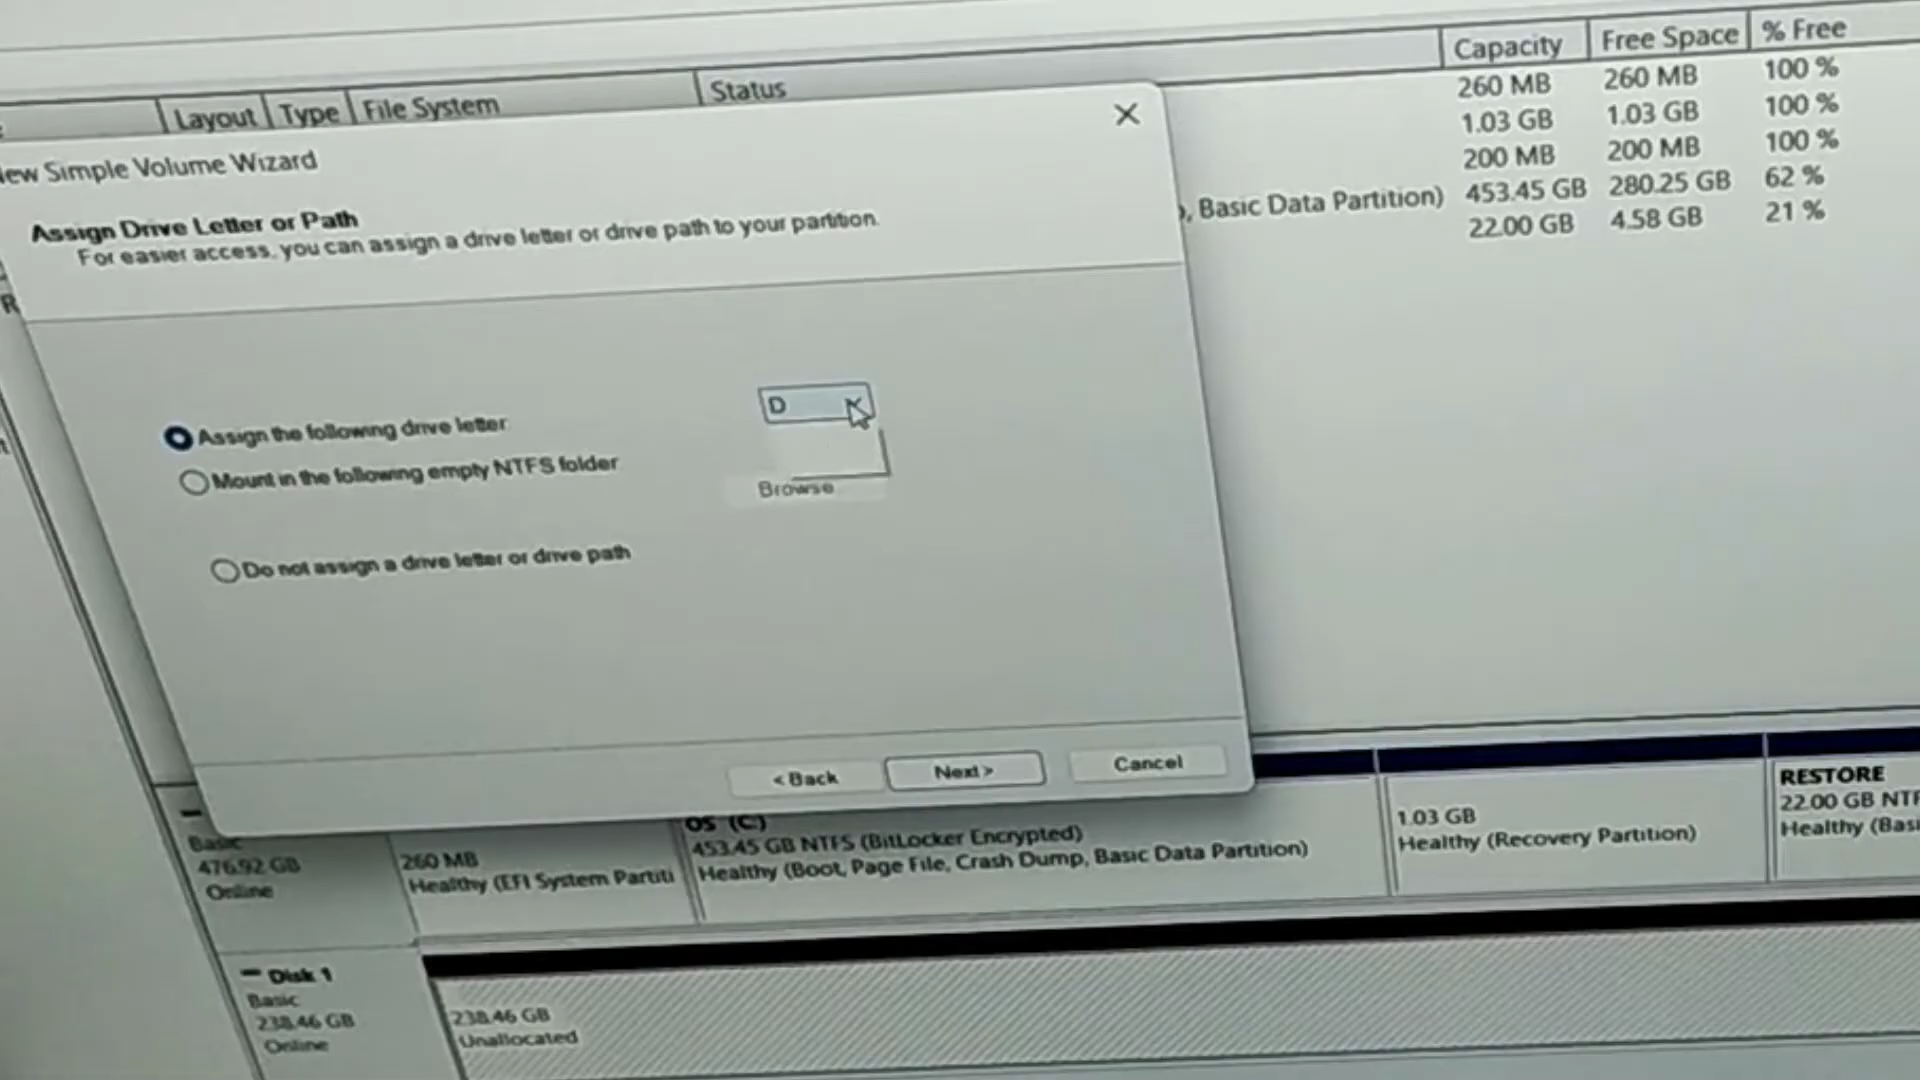 Layout Type File System Status Capacity Free Space % Free
260 MB 260 MB 100 %
1.03 GB 1.03 GB 100 %
200 MB 200 MB 100 %
, Basic Data Partition) 453.45 GB 280.25 GB 62 %
22.00 GB 4.58 GB 21 %
ew Simple Volume Wizard
Assign Drive Letter or Path
For easier access, you can assign a drive letter or drive path to your partition.
Assign the following drive letter D
Mount in the following empty NTFS folder
Browse
Do not assign a drive letter or drive path
< Back Next > Cancel
Basic
476.92 GB
Online
260 MB
Healthy (EFI System Partiti
OS (C:)
453.45 GB NTFS (BitLocker Encrypted)
Healthy (Boot, Page File, Crash Dump, Basic Data Partition)
1.03 GB
Healthy (Recovery Partition)
RESTORE
22.00 GB NTF
Healthy (Basi
Disk 1
Basic
238.46 GB
Online
238.46 GB
Unallocated